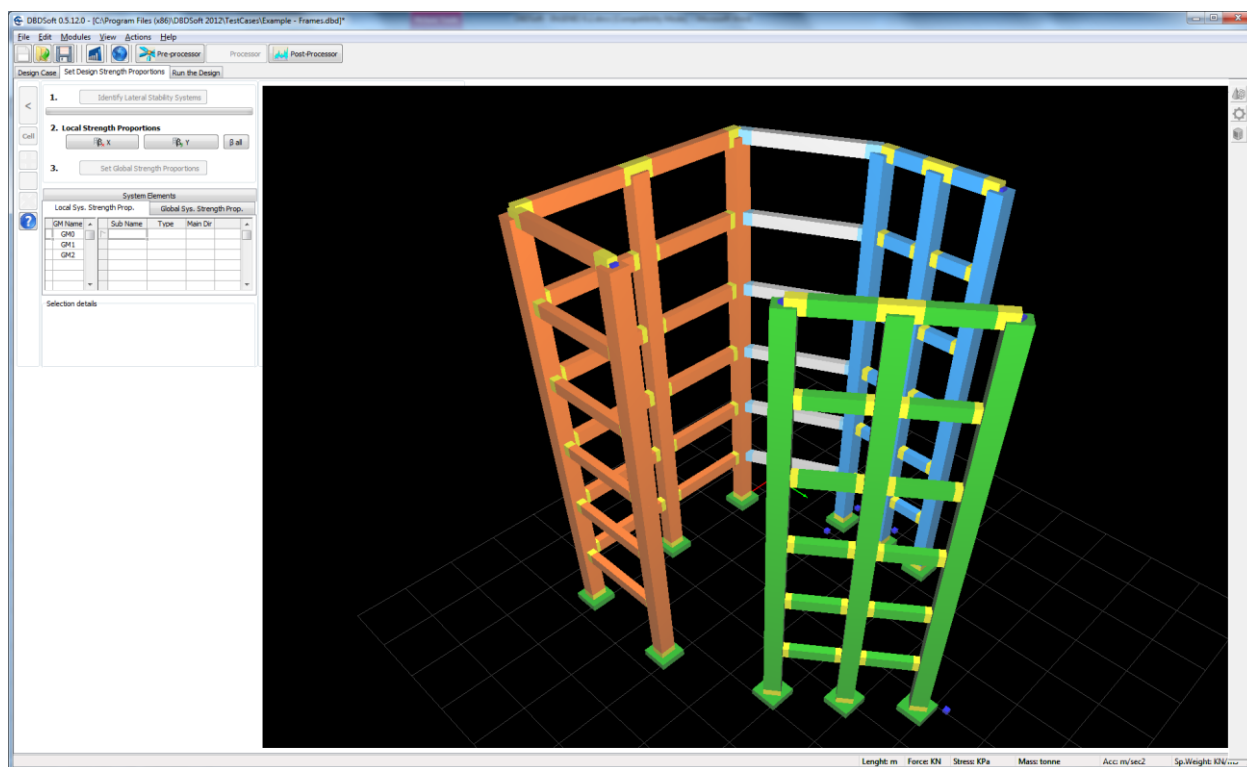 DBDSoft 0.5.12.0 - [C:\Program Files (x86)\DBDSoft 2012\TestCases\Example - Frames.dbd]*
File Edit Modules View Actions Help
Pre-processor Processor Post-Processor
Design Case Set Design Strength Proportions Run the Design
<
1. Identify Lateral Stability Systems
Cell
2. Local Strength Proportions
β, X β, Y β all
3. Set Global Strength Proportions
System Elements
Local Sys. Strength Prop. Global Sys. Strength Prop.
?
GM Name Sub Name Type Main Dir
GM0
GM1
GM2
Selection details
Lenght: m Force: KN Stress: KPa Mass: tonne Acc: m/sec2 Sp.Weight: KN/m3